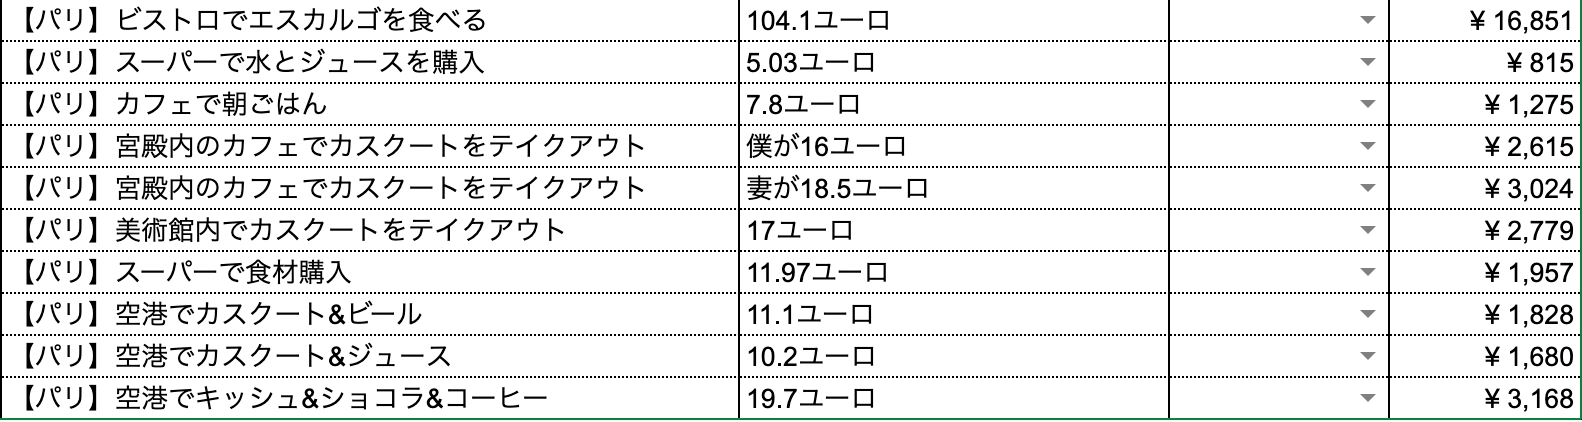 【パリ】ビストロでエスカルゴを食べる 104.1ユーロ ¥ 16,851
【パリ】スーパーで水とジュースを購入 5.03ユーロ ¥ 815
【パリ】カフェで朝ごはん 7.8ユーロ ¥ 1,275
【パリ】宮殿内のカフェでカスクートをテイクアウト 僕が16ユーロ ¥ 2,615
【パリ】宮殿内のカフェでカスクートをテイクアウト 妻が18.5ユーロ ¥ 3,024
【パリ】美術館内でカスクートをテイクアウト 17ユーロ ¥ 2,779
【パリ】スーパーで食材購入 11.97ユーロ ¥ 1,957
【パリ】空港でカスクート&ビール 11.1ユーロ ¥ 1,828
【パリ】空港でカスクート&ジュース 10.2ユーロ ¥ 1,680
【パリ】空港でキッシュ&ショコラ&コーヒー 19.7ユーロ ¥ 3,168